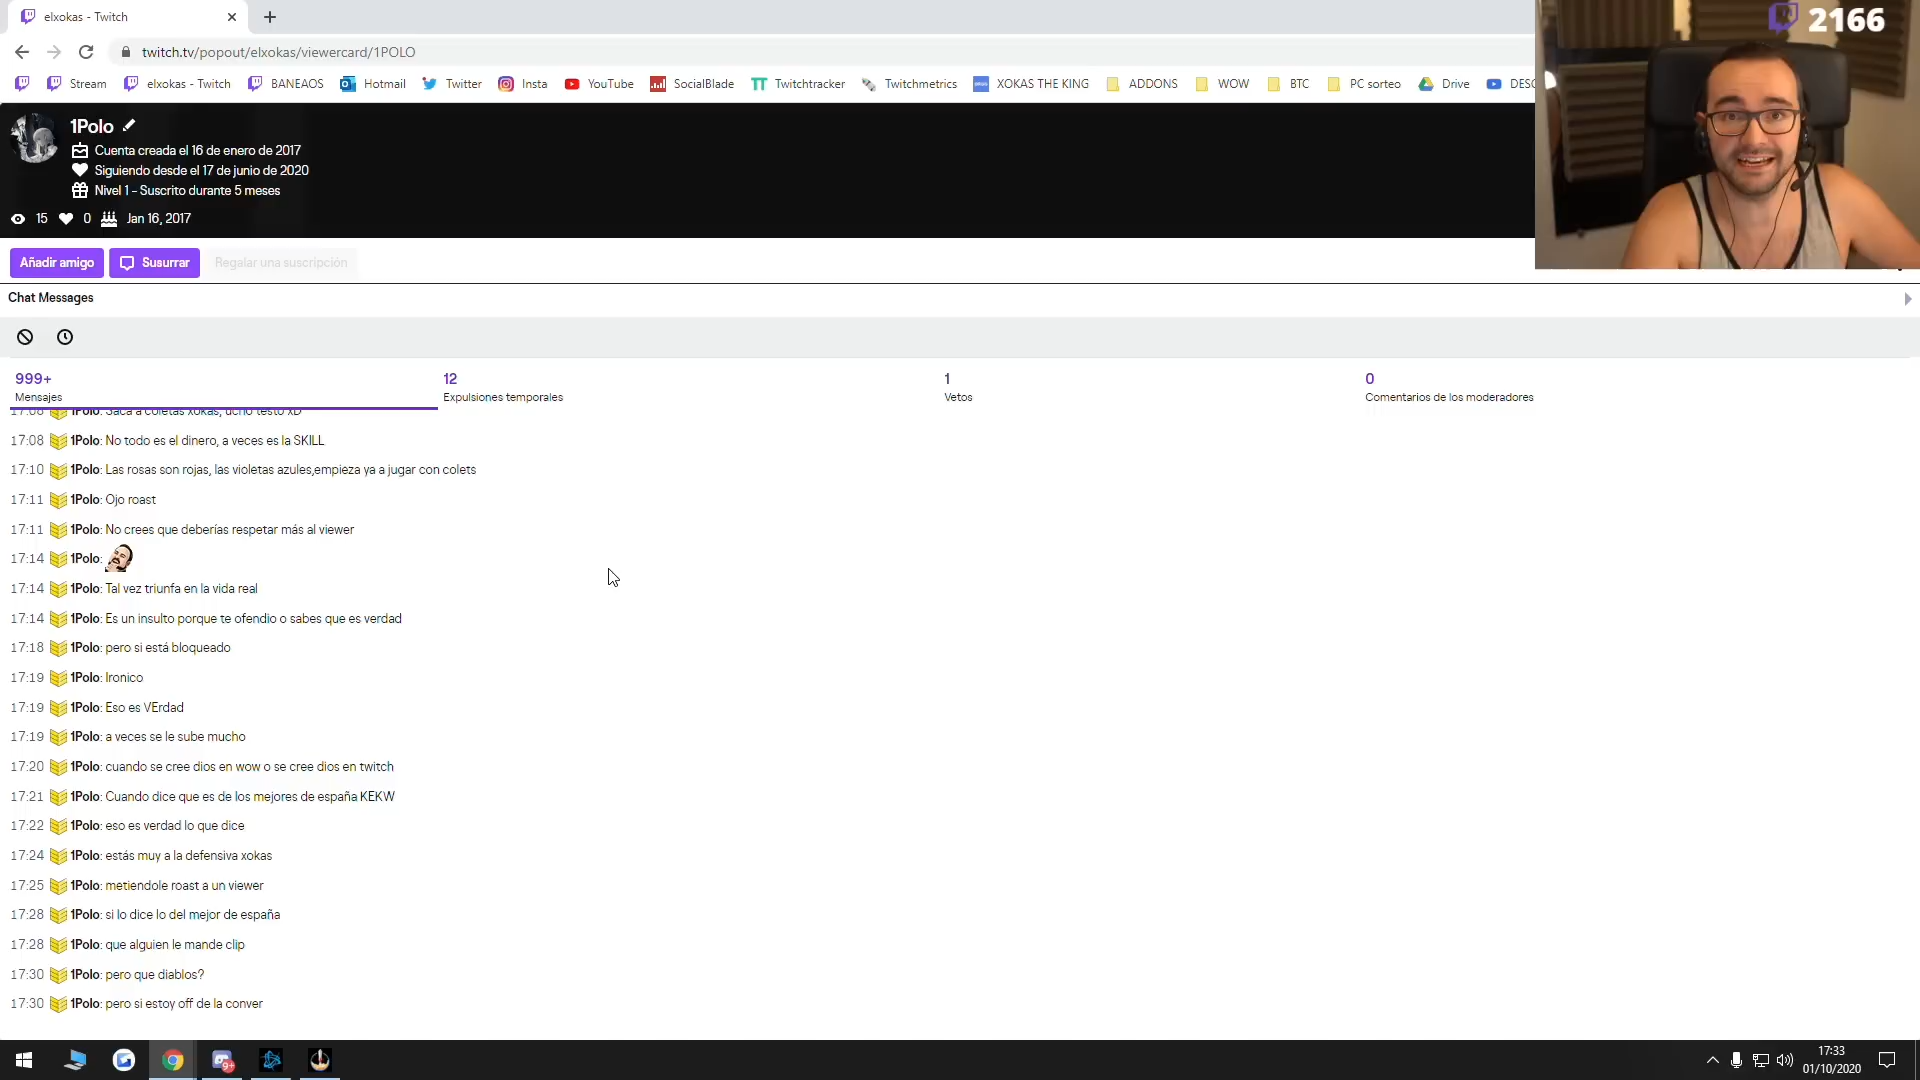 elxokas - Twitch
2166
twitch.tv/popout/elxokas/viewercard/1POLO
Stream elxokas - Twitch BANEAOS Hotmail Twitter Insta YouTube SocialBlade Twitchtracker Twitchmetrics XOKAS THE KING ADDONS WOW BTC PC sorteo Drive DESC
1Polo
Cuenta creada el 16 de enero de 2017
Siguiendo desde el 17 de junio de 2020
Nivel 1 - Suscrito durante 5 meses
15 0 Jan 16, 2017
Añadir amigo Susurrar Regalar una suscripción
Chat Messages
999+ 12 1 0
Mensajes Expulsiones temporales Vetos Comentarios de los moderadores
17:08 1Polo: Saca a coletas xokas, ucho testo xD
17:08 1Polo: No todo es el dinero, a veces es la SKILL
17:10 1Polo: Las rosas son rojas, las violetas azules,empieza ya a jugar con colets
17:11 1Polo: Ojo roast
17:11 1Polo: No crees que deberías respetar más al viewer
17:14 1Polo:
17:14 1Polo: Tal vez triunfa en la vida real
17:14 1Polo: Es un insulto porque te ofendio o sabes que es verdad
17:18 1Polo: pero si está bloqueado
17:19 1Polo: Ironico
17:19 1Polo: Eso es VErdad
17:19 1Polo: a veces se le sube mucho
17:20 1Polo: cuando se cree dios en wow o se cree dios en twitch
17:21 1Polo: Cuando dice que es de los mejores de españa KEKW
17:22 1Polo: eso es verdad lo que dice
17:24 1Polo: estás muy a la defensiva xokas
17:25 1Polo: metiendole roast a un viewer
17:28 1Polo: si lo dice lo del mejor de españa
17:28 1Polo: que alguien le mande clip
17:30 1Polo: pero que diablos?
17:30 1Polo: pero si estoy off de la conver
9+
17:33
01/10/2020